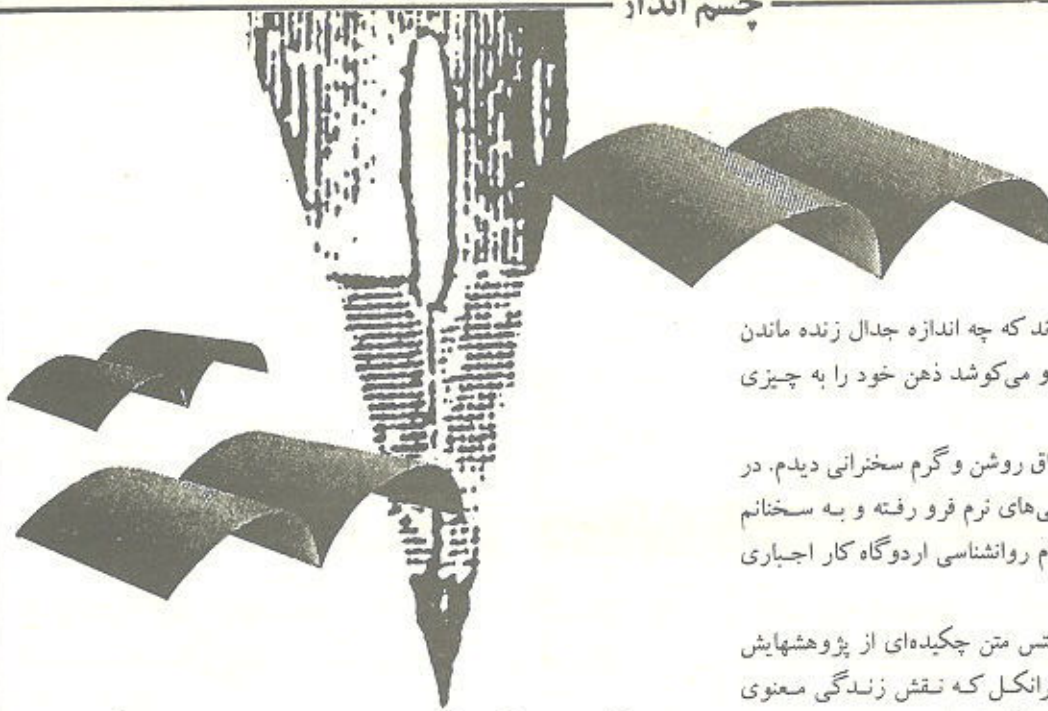 چشم انداز
ند که چه اندازه جدال زنده ماندن
و می‌کوشد ذهن خود را به چیزی
اق روشن و گرم سخنرانی دیدم. در
ی‌های نرم فرو رفته و به سخنانم
م روانشناسی اردوگاه کار اجباری
متن چکیده‌ای از پژوهشهایش
رانکل که نقش زندگی معنوی